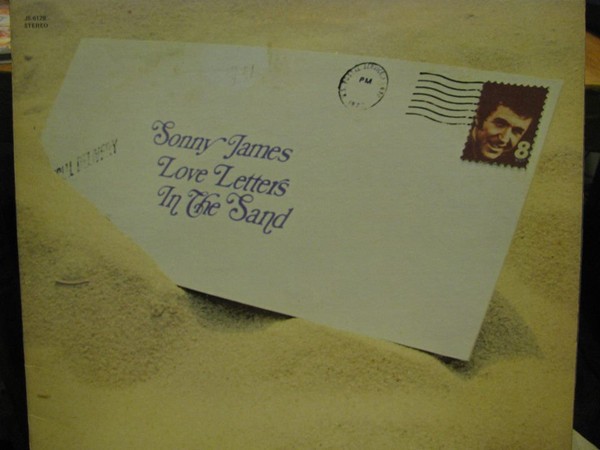 STEREO
PM
8
Sonny James
Love Letters
In The Sand